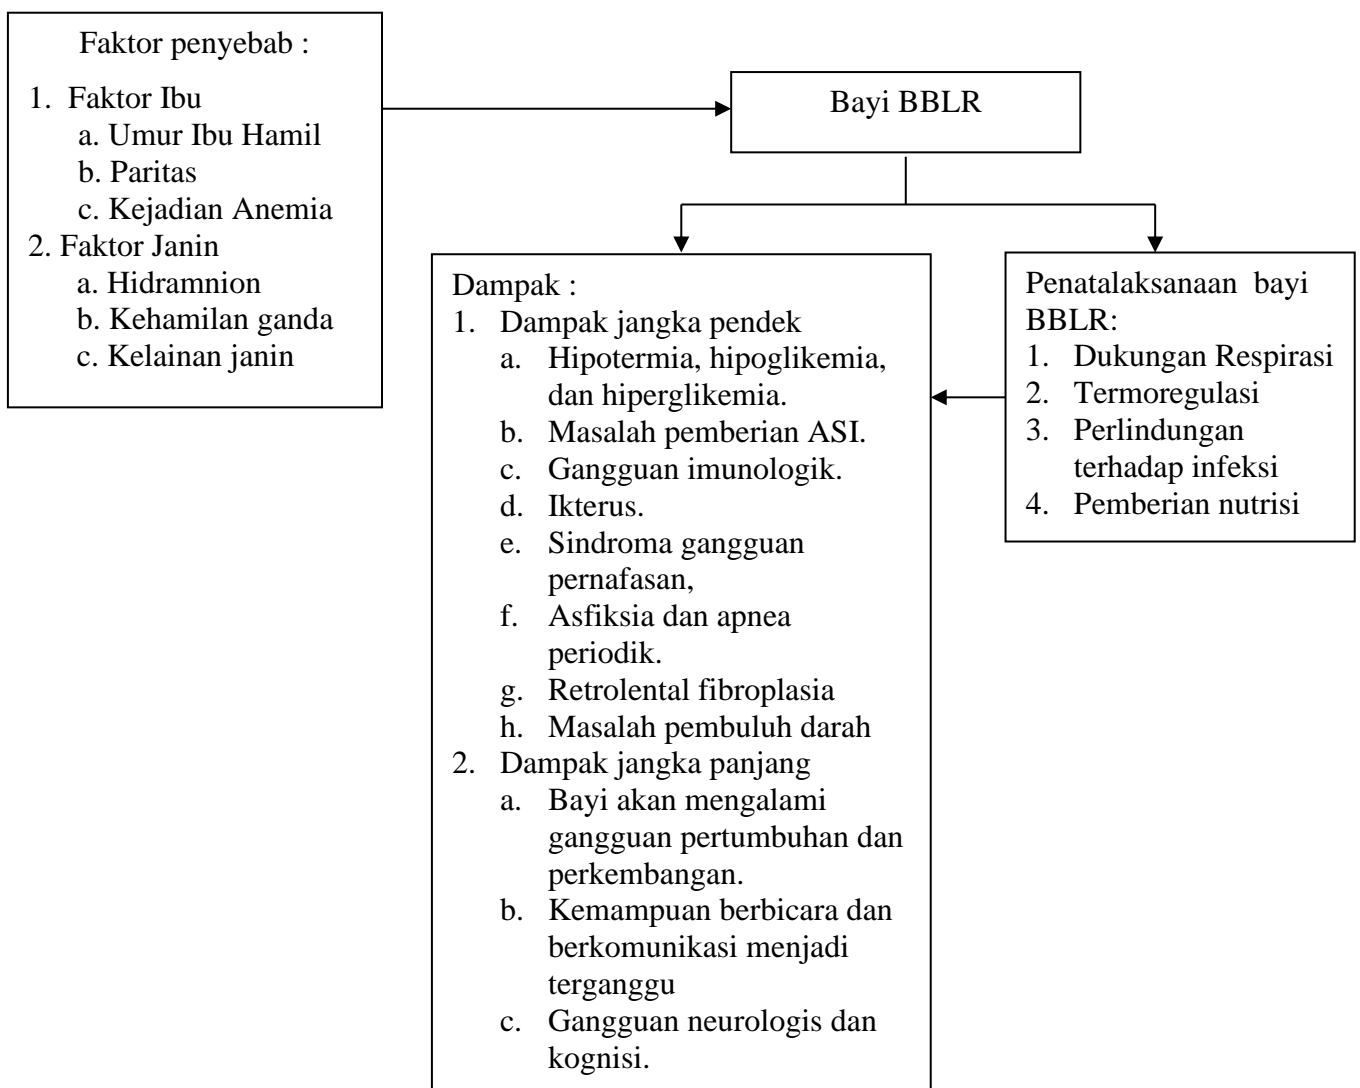 Faktor penyebab :
1. Faktor Ibu
a. Umur Ibu Hamil
b. Paritas
c. Kejadian Anemia
2. Faktor Janin
a. Hidramnion
b. Kehamilan ganda
c. Kelainan janin
Bayi BBLR
Dampak :
1. Dampak jangka pendek
a. Hipotermia, hipoglikemia,
dan hiperglikemia.
b. Masalah pemberian ASI.
c. Gangguan imunologik.
d. Ikterus.
e. Sindroma gangguan
pernafasan,
f. Asfiksia dan apnea
periodik.
g. Retrolental fibroplasia
h. Masalah pembuluh darah
2. Dampak jangka panjang
a. Bayi akan mengalami
gangguan pertumbuhan dan
perkembangan.
b. Kemampuan berbicara dan
berkomunikasi menjadi
terganggu
c. Gangguan neurologis dan
kognisi.
Penatalaksanaan bayi
BBLR:
1. Dukungan Respirasi
2. Termoregulasi
3. Perlindungan
terhadap infeksi
4. Pemberian nutrisi